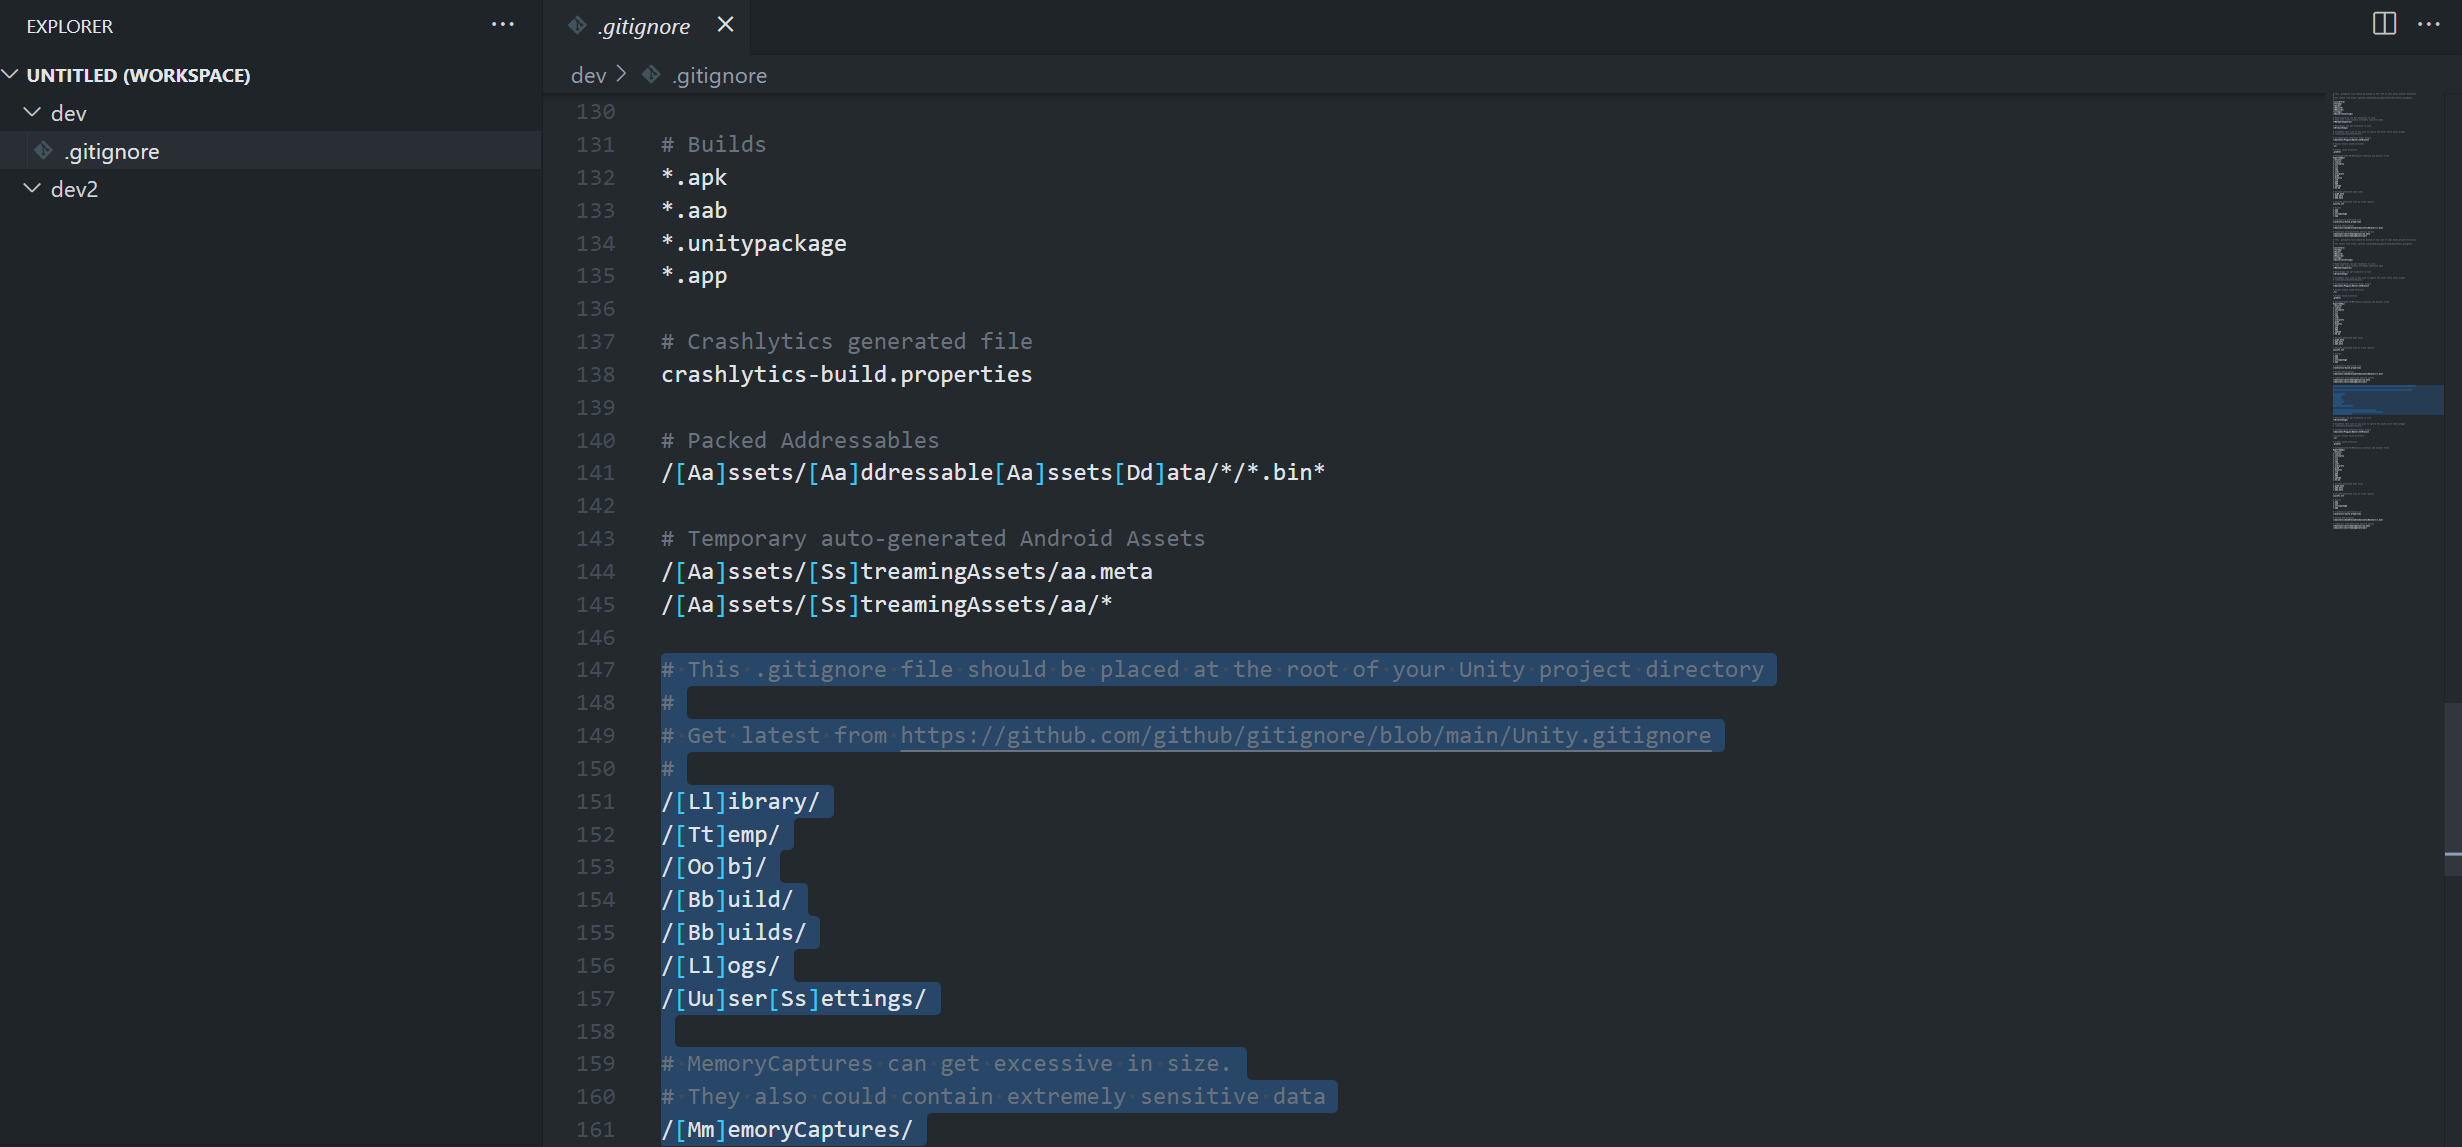 EXPLORER
UNTITLED (WORKSPACE)
dev
.gitignore
dev2
.gitignore
dev > .gitignore
130
131 # Builds
132 *.apk
133 *.aab
134 *.unitypackage
135 *.app
136
137 # Crashlytics generated file
138 crashlytics-build.properties
139
140 # Packed Addressables
141 /[Aa]ssets/[Aa]ddressable[Aa]ssets[Dd]ata/*/*.bin*
142
143 # Temporary auto-generated Android Assets
144 /[Aa]ssets/[Ss]treamingAssets/aa.meta
145 /[Aa]ssets/[Ss]treamingAssets/aa/*
146
147 # This .gitignore file should be placed at the root of your Unity project directory
148 #
149 # Get latest from https://github.com/github/gitignore/blob/main/Unity.gitignore
150 #
151 /[Ll]ibrary/
152 /[Tt]emp/
153 /[Oo]bj/
154 /[Bb]uild/
155 /[Bb]uilds/
156 /[Ll]ogs/
157 /[Uu]ser[Ss]ettings/
158
159 # MemoryCaptures can get excessive in size.
160 # They also could contain extremely sensitive data
161 /[Mm]emoryCaptures/